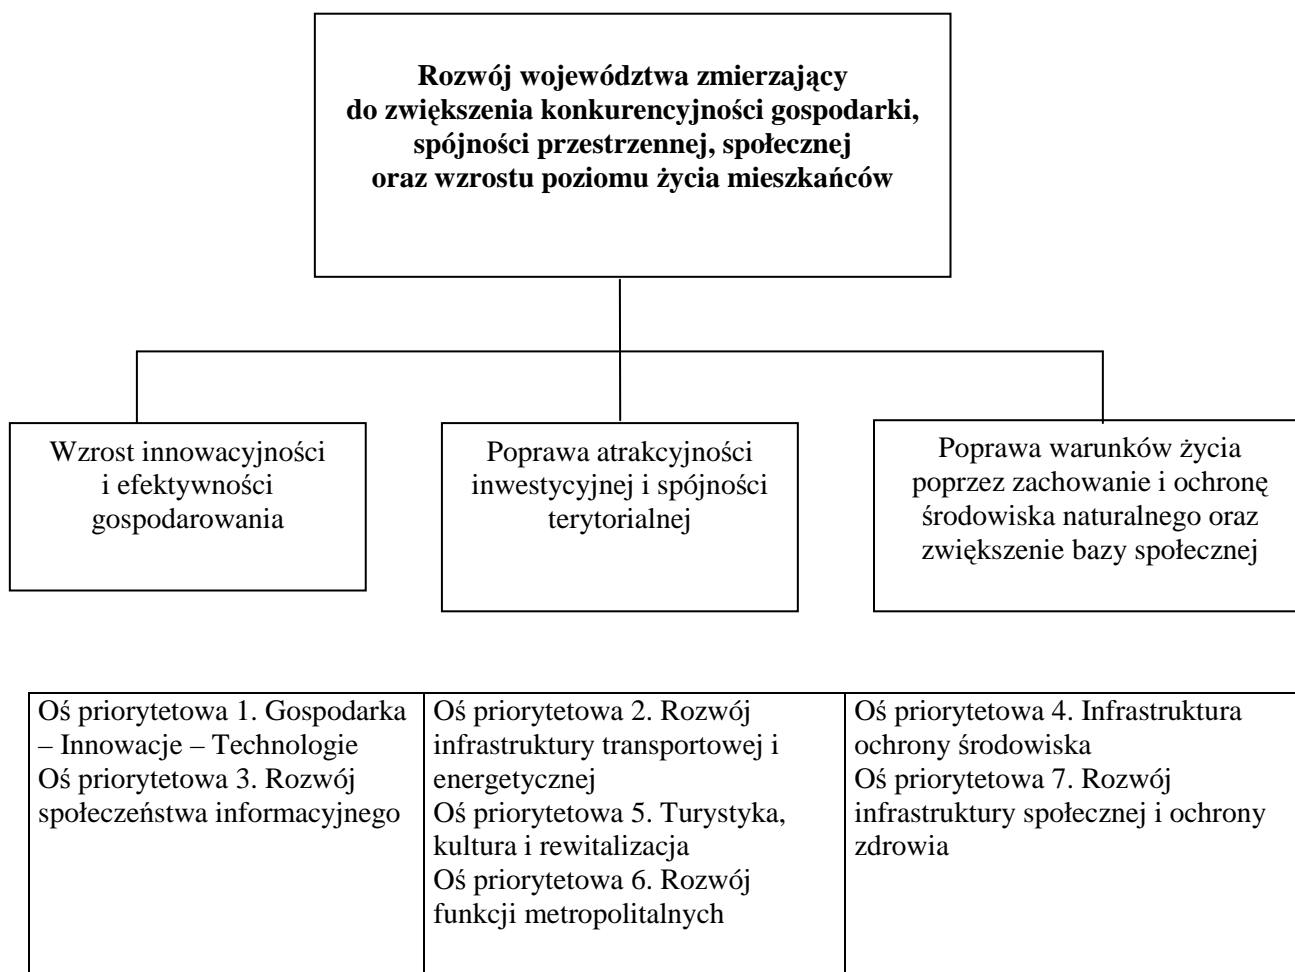 Rozwój województwa zmierzający
do zwiększenia konkurencyjności gospodarki,
spójności przestrzennej, społecznej
oraz wzrostu poziomu życia mieszkańców
Wzrost innowacyjności
i efektywności
gospodarowania
Poprawa atrakcyjności
inwestycyjnej i spójności
terytorialnej
Poprawa warunków życia
poprzez zachowanie i ochronę
środowiska naturalnego oraz
zwiększenie bazy społecznej
Oś priorytetowa 1. Gospodarka
– Innowacje – Technologie
Oś priorytetowa 3. Rozwój
społeczeństwa informacyjnego
Oś priorytetowa 2. Rozwój
infrastruktury transportowej i
energetycznej
Oś priorytetowa 5. Turystyka,
kultura i rewitalizacja
Oś priorytetowa 6. Rozwój
funkcji metropolitalnych
Oś priorytetowa 4. Infrastruktura
ochrony środowiska
Oś priorytetowa 7. Rozwój
infrastruktury społecznej i ochrony
zdrowia